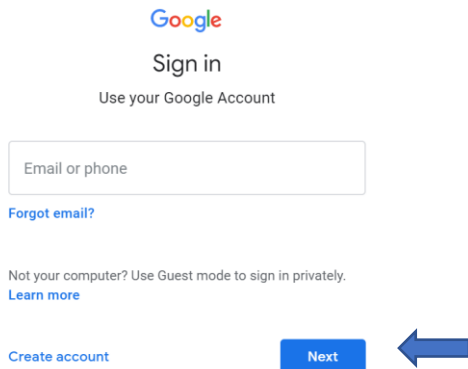 Google
Sign in
Use your Google Account
Email or phone
Forgot email?
Not your computer? Use Guest mode to sign in privately.
Learn more
Create account
Next